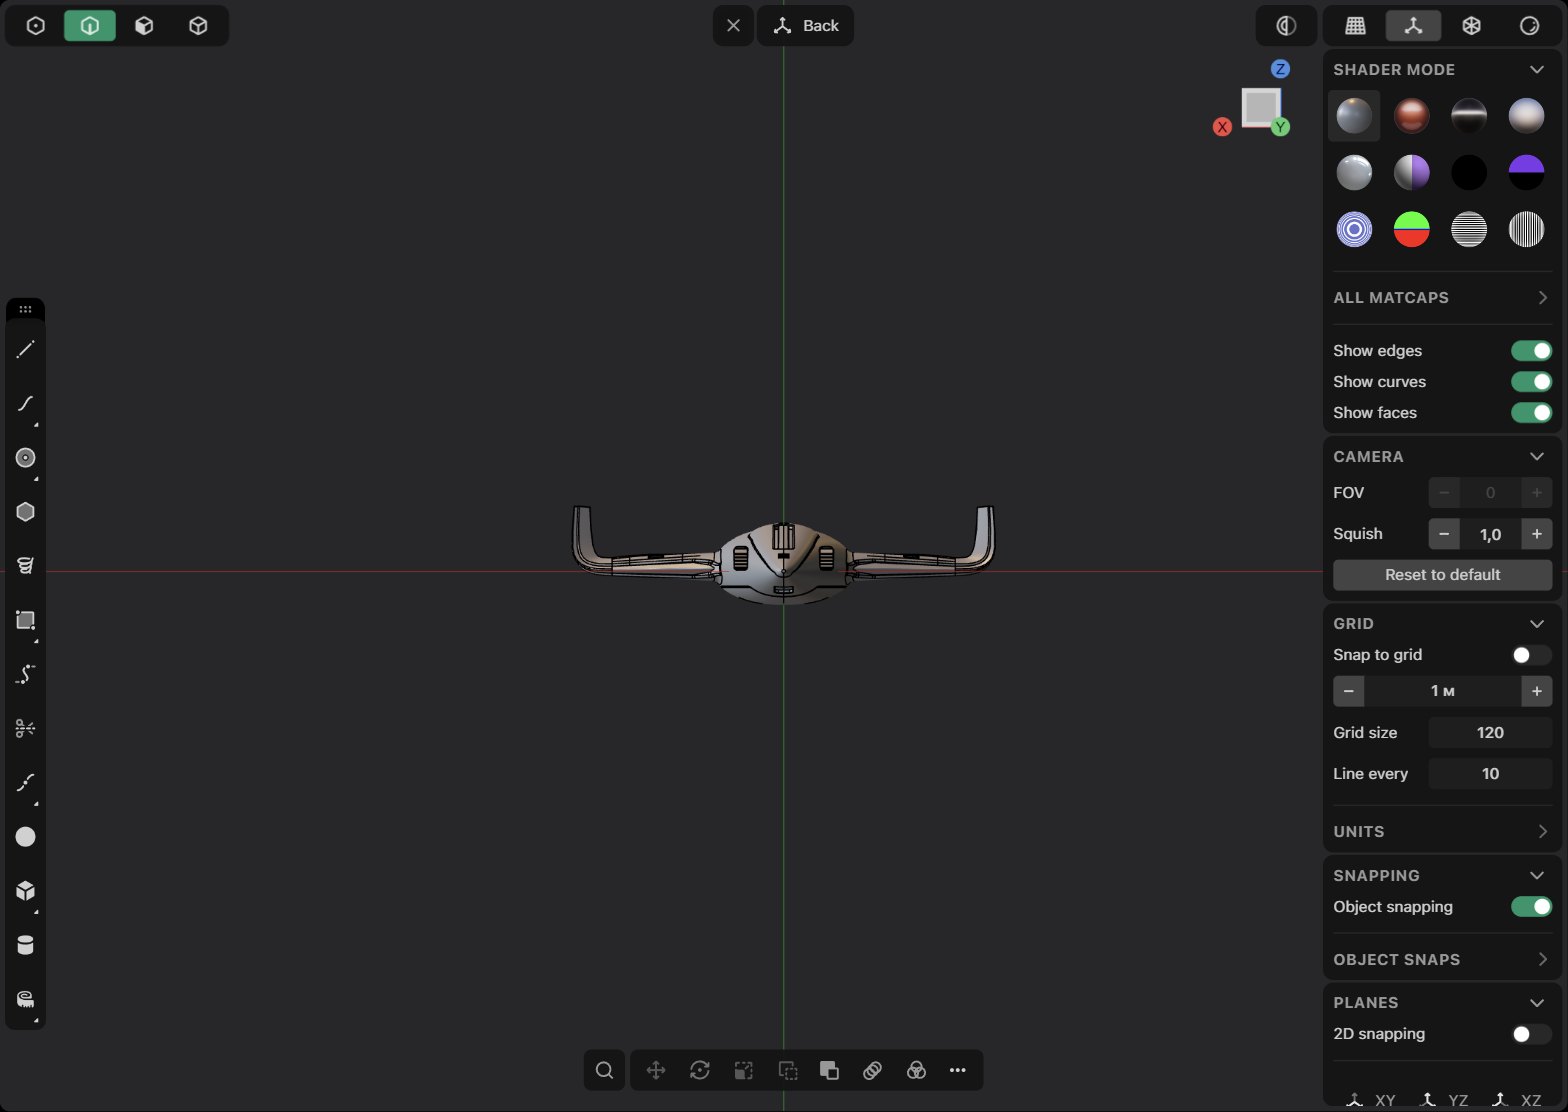 Back
Z
X
Y
SHADER MODE
ALL MATCAPS
Show edges
Show curves
Show faces
CAMERA
FOV − 0 +
Squish − 1,0 +
Reset to default
GRID
Snap to grid
− 1 м +
Grid size 120
Line every 10
UNITS
SNAPPING
Object snapping
OBJECT SNAPS
PLANES
2D snapping
XY YZ XZ